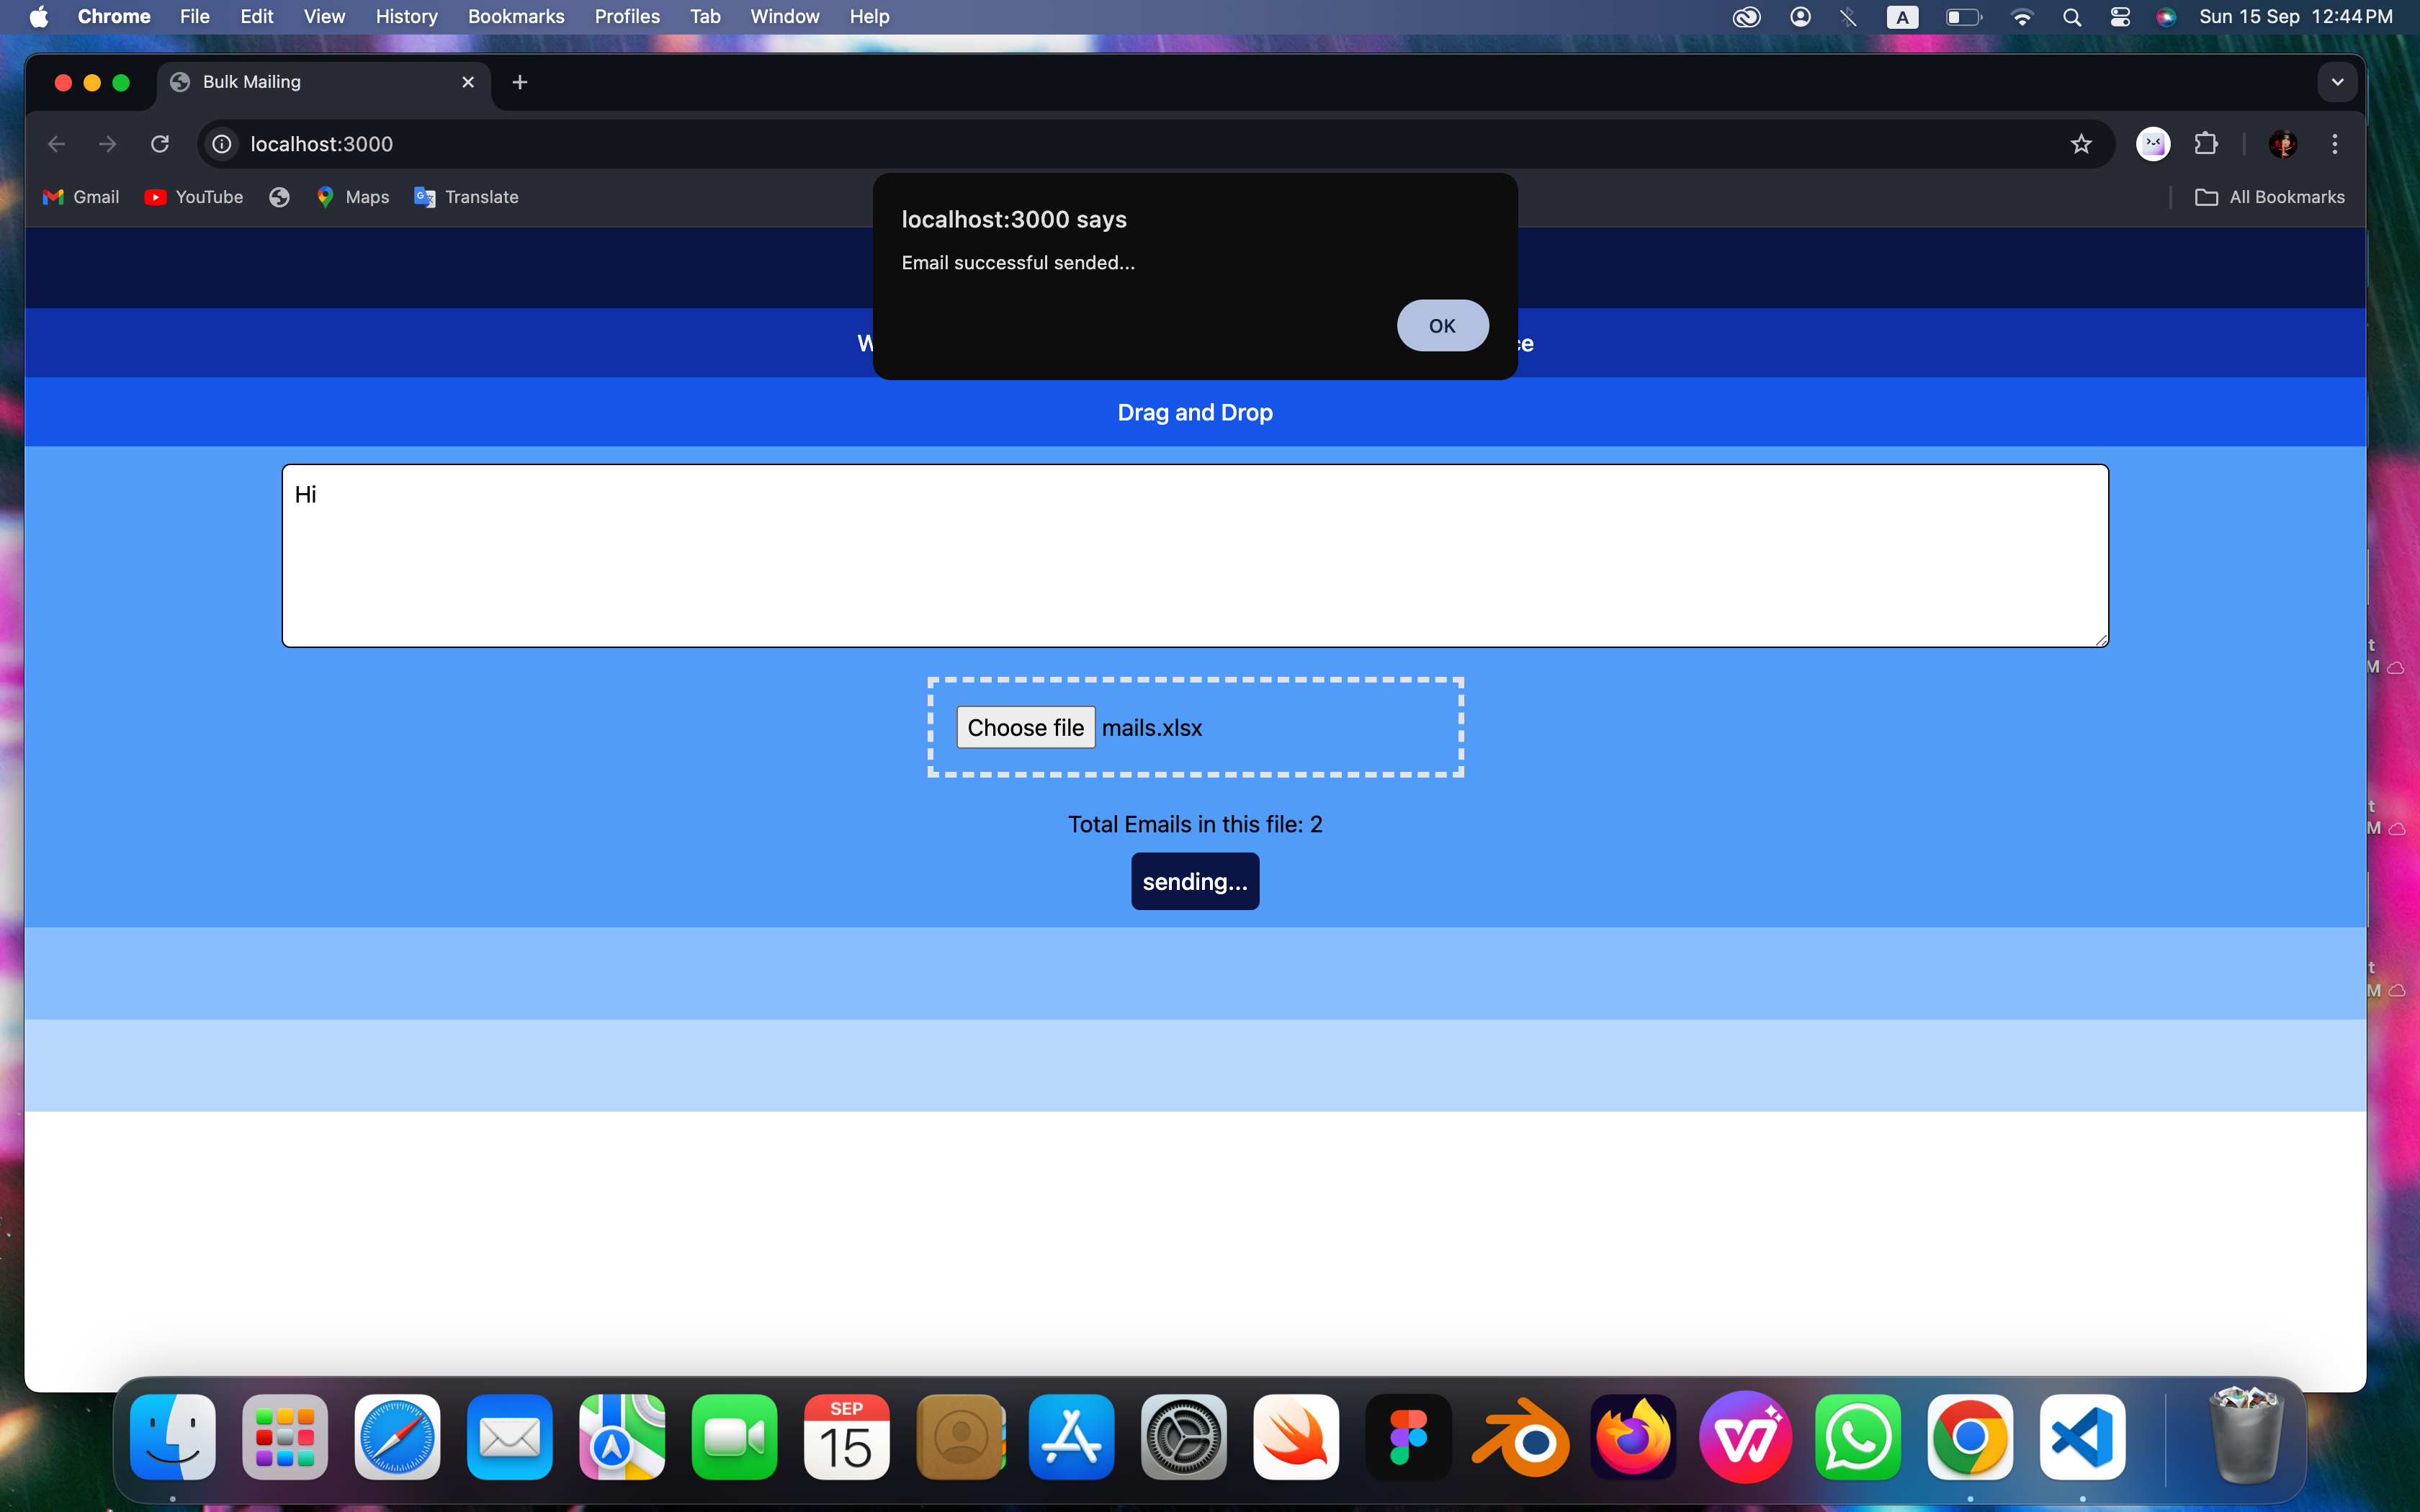 Chrome File Edit View History Bookmarks Profiles Tab Window Help A Sun 15 Sep 12:44 PM
Bulk Mailing
localhost:3000
Gmail YouTube Maps Translate All Bookmarks
localhost:3000 says
Email successful sended...
OK
Drag and Drop
Hi
Choose file mails.xlsx
Total Emails in this file: 2
sending...
SEP
15